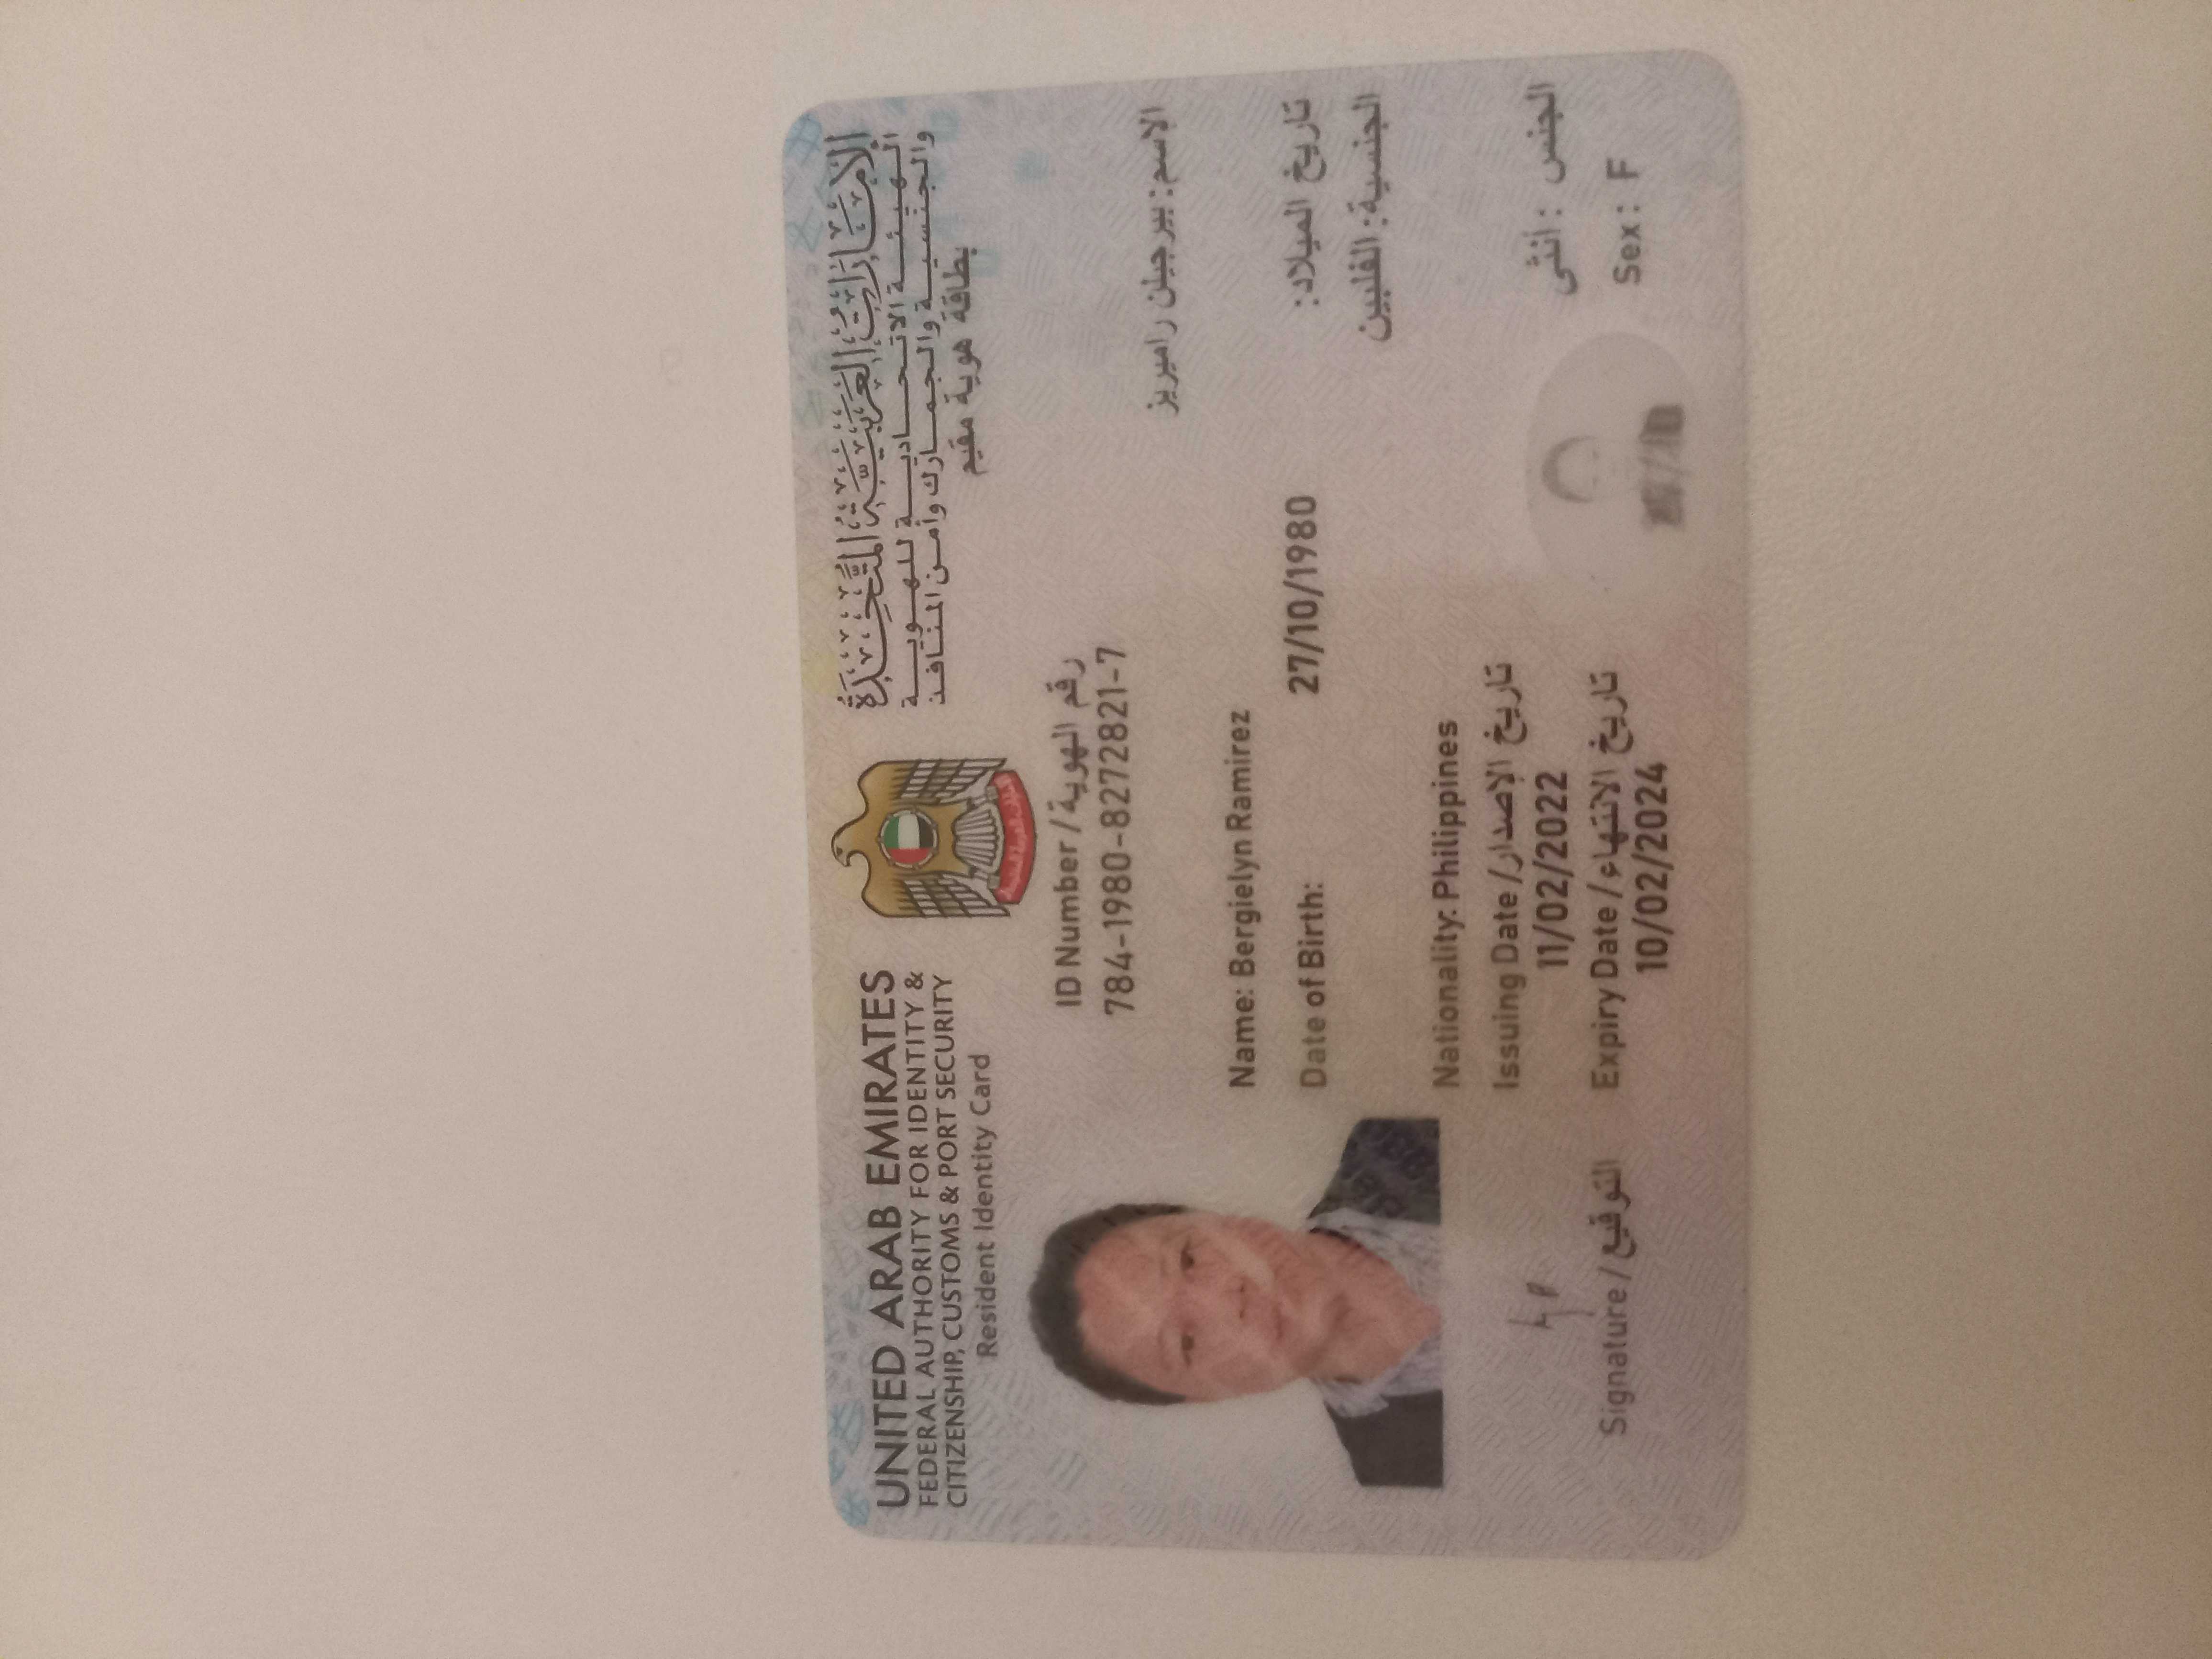 UNITED ARAB EMIRATES
FEDERAL AUTHORITY FOR IDENTITY &
CITIZENSHIP, CUSTOMS & PORT SECURITY
Resident Identity Card
الإمارات العربية المتحدة
الهيئة الاتحادية للهوية
والجنسية والجمارك وأمن المنافذ
بطاقة هوية مقيم
ID Number / رقم الهوية
784-1980-8272821-7
الاسم: بيرجيلن راميريز
Name: Bergielyn Ramirez
Date of Birth: 27/10/1980 تاريخ الميلاد:
الجنسية: الفلبين
Nationality: Philippines
Issuing Date / تاريخ الإصدار
11/02/2022
Expiry Date / تاريخ الانتهاء
10/02/2024
Signature / التوقيع
الجنس : أنثى
Sex : F